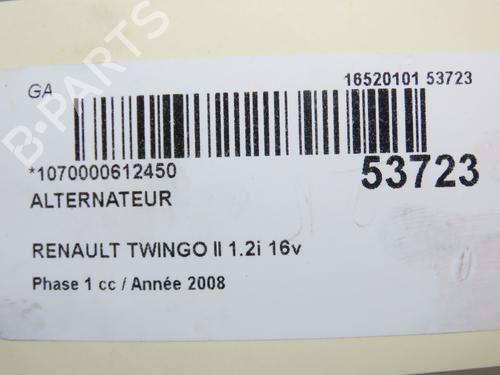 GA
16520101 53723
*1070000612450
53723
ALTERNATEUR
RENAULT TWINGO II 1.2i 16v
Phase 1 cc / Année 2008
B-PARTS